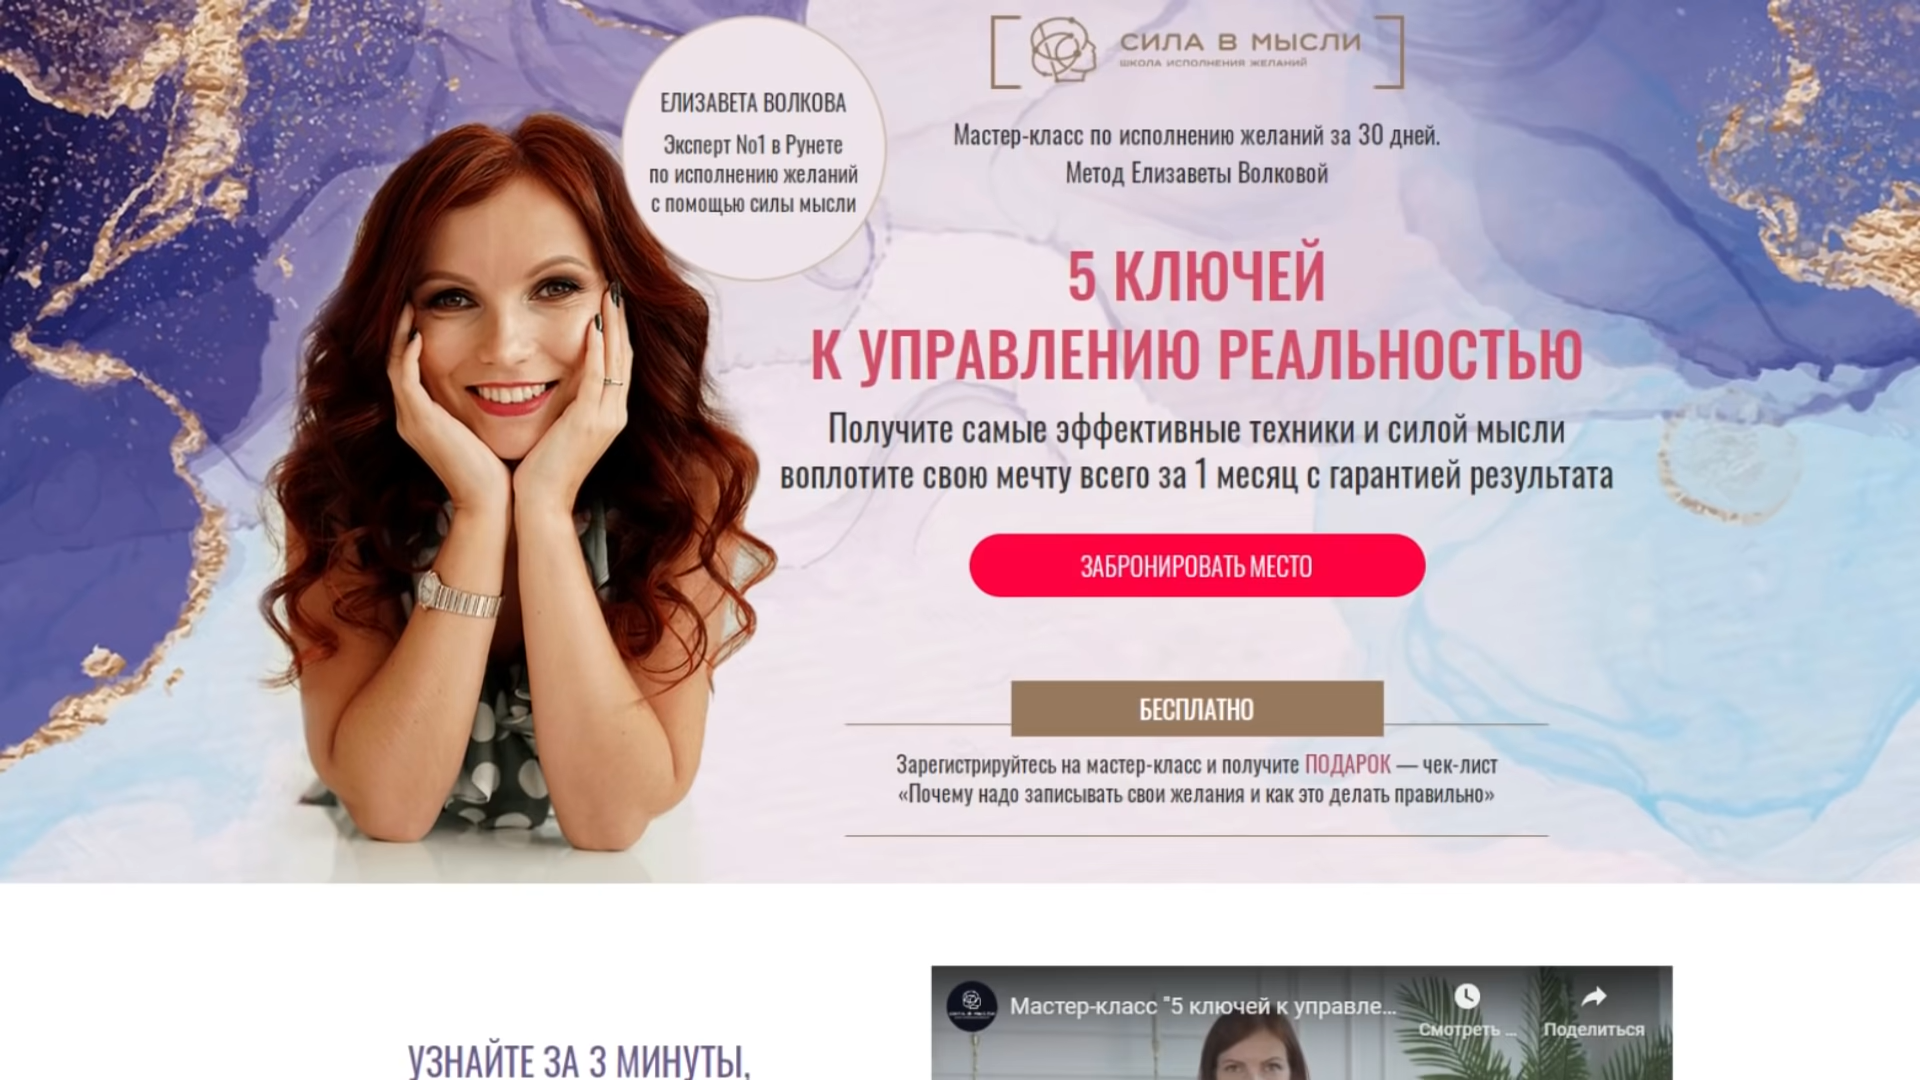 ЕЛИЗАВЕТА ВОЛКОВА
Эксперт №1 в Рунете
по исполнению желаний
с помощью силы мысли
СИЛА В МЫСЛИ
ШКОЛА ИСПОЛНЕНИЯ ЖЕЛАНИЙ
Мастер-класс по исполнению желаний за 30 дней.
Метод Елизаветы Волковой
5 КЛЮЧЕЙ
К УПРАВЛЕНИЮ РЕАЛЬНОСТЬЮ
Получите самые эффективные техники и силой мысли
воплотите свою мечту всего за 1 месяц с гарантией результата
ЗАБРОНИРОВАТЬ МЕСТО
БЕСПЛАТНО
Зарегистрируйтесь на мастер-класс и получите ПОДАРОК — чек-лист
«Почему надо записывать свои желания и как это делать правильно»
УЗНАЙТЕ ЗА 3 МИНУТЫ,
Мастер-класс "5 ключей к управле...
Смотреть ...
Поделиться